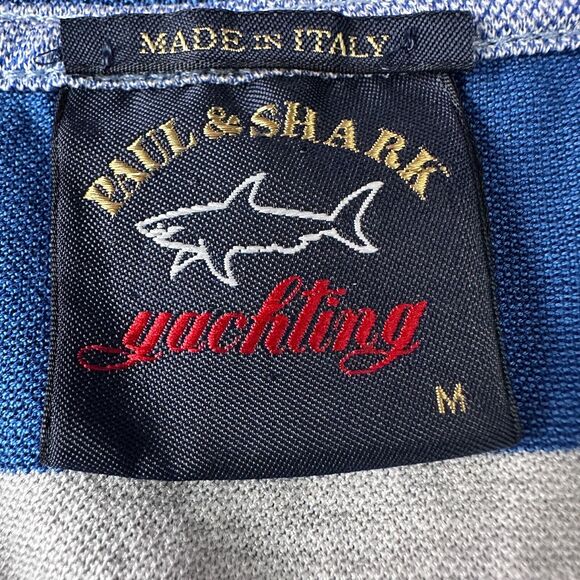 MADE IN ITALY
PAUL & SHARK
yachting
M